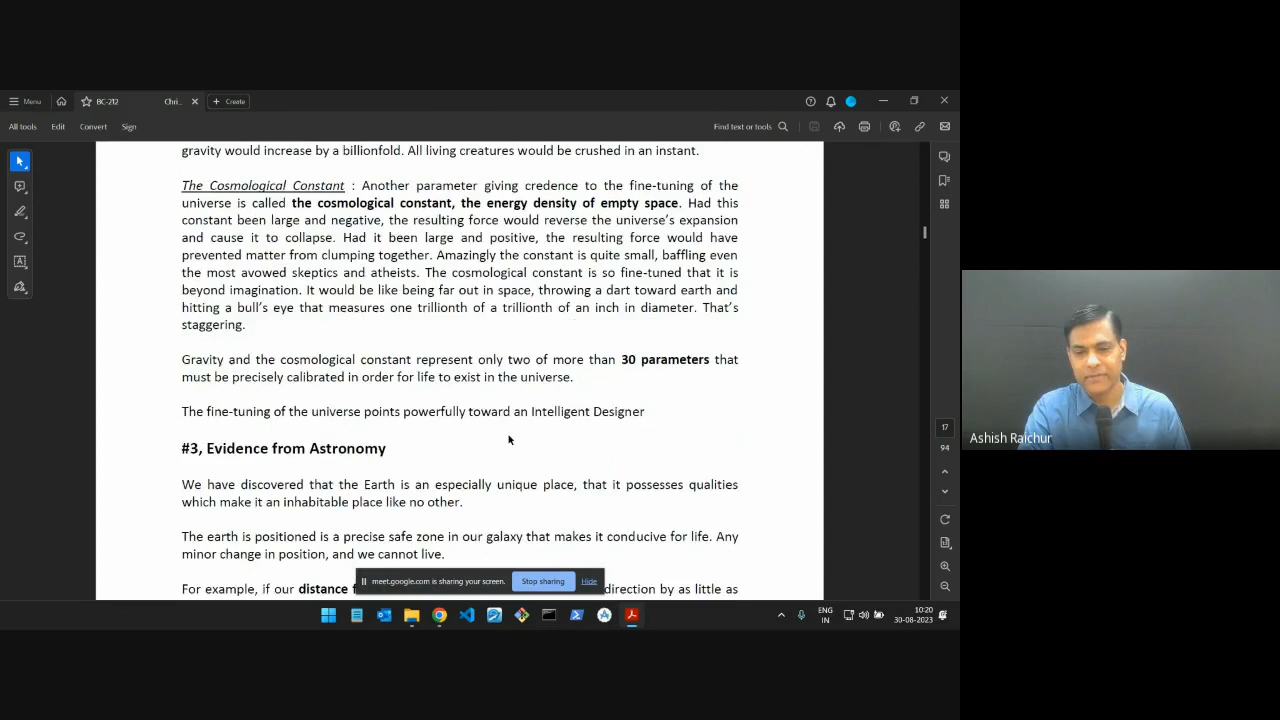 Menu
BC-212
Chri...
Create
All tools
Edit
Convert
Sign
Find text or tools
gravity would increase by a billionfold. All living creatures would be crushed in an instant.
The Cosmological Constant : Another parameter giving credence to the fine-tuning of the
universe is called the cosmological constant, the energy density of empty space. Had this
constant been large and negative, the resulting force would reverse the universe's expansion
and cause it to collapse. Had it been large and positive, the resulting force would have
prevented matter from clumping together. Amazingly the constant is quite small, baffling even
the most avowed skeptics and atheists. The cosmological constant is so fine-tuned that it is
beyond imagination. It would be like being far out in space, throwing a dart toward earth and
hitting a bull's eye that measures one trillionth of a trillionth of an inch in diameter. That's
staggering.
Gravity and the cosmological constant represent only two of more than 30 parameters that
must be precisely calibrated in order for life to exist in the universe.
The fine-tuning of the universe points powerfully toward an Intelligent Designer
#3, Evidence from Astronomy
We have discovered that the Earth is an especially unique place, that it possesses qualities
which make it an inhabitable place like no other.
The earth is positioned is a precise safe zone in our galaxy that makes it conducive for life. Any
minor change in position, and we cannot live.
For example, if our distance f direction by as little as
meet.google.com is sharing your screen.
Stop sharing
Hide
17
94
Ashish Raichur
ENG
IN
10:20
30-08-2023